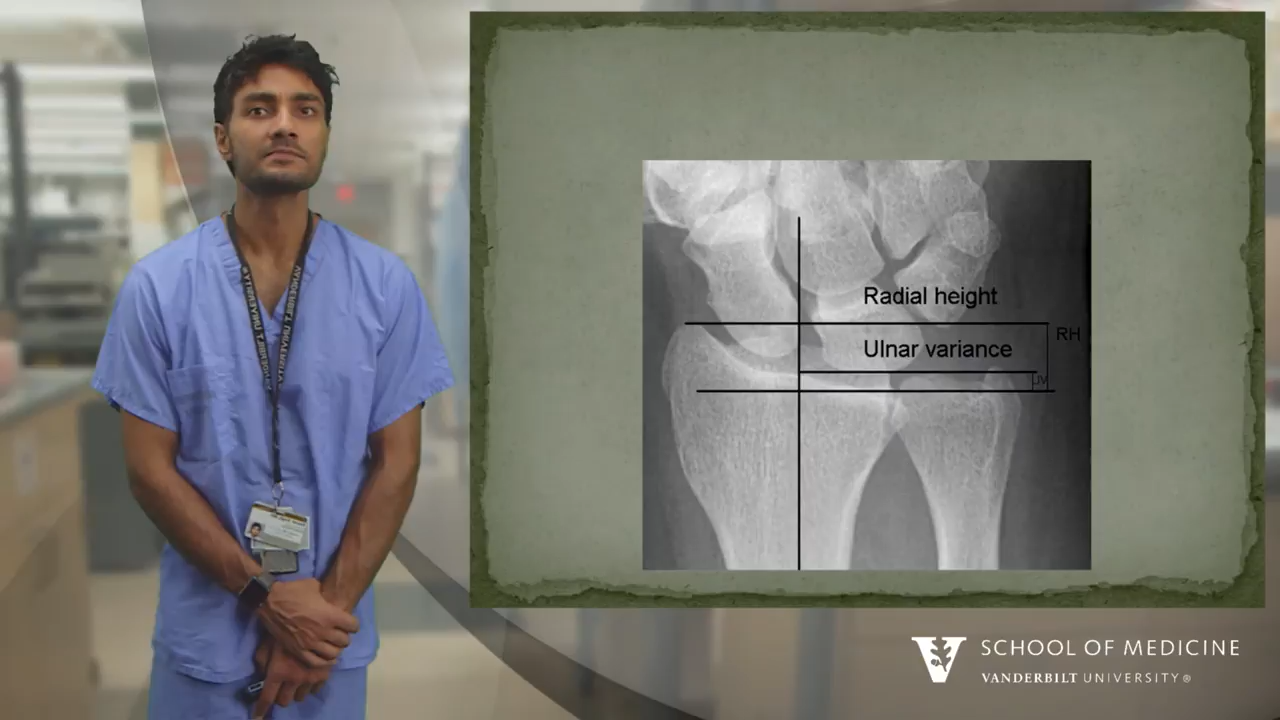 Radial height
RH
Ulnar variance
UV
SCHOOL OF MEDICINE
VANDERBILT UNIVERSITY®